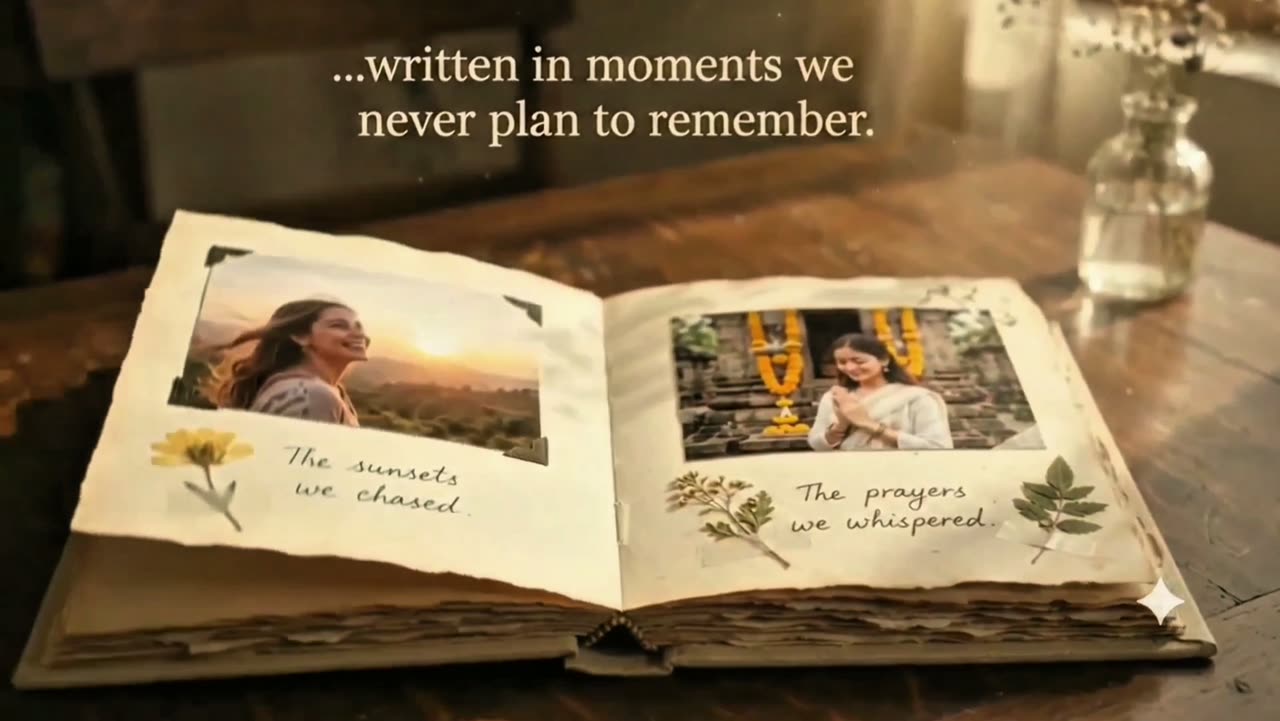 ...written in moments we
never plan to remember.
The sunsets
we chased.
The prayers
we whispered.